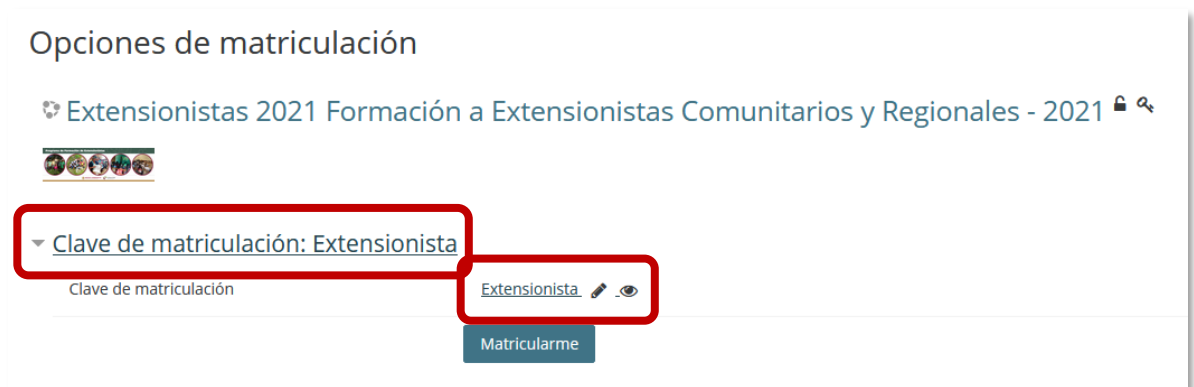 Opciones de matriculación
Extensionistas 2021 Formación a Extensionistas Comunitarios y Regionales - 2021
Clave de matriculación: Extensionista
Clave de matriculación Extensionista
Matricularme